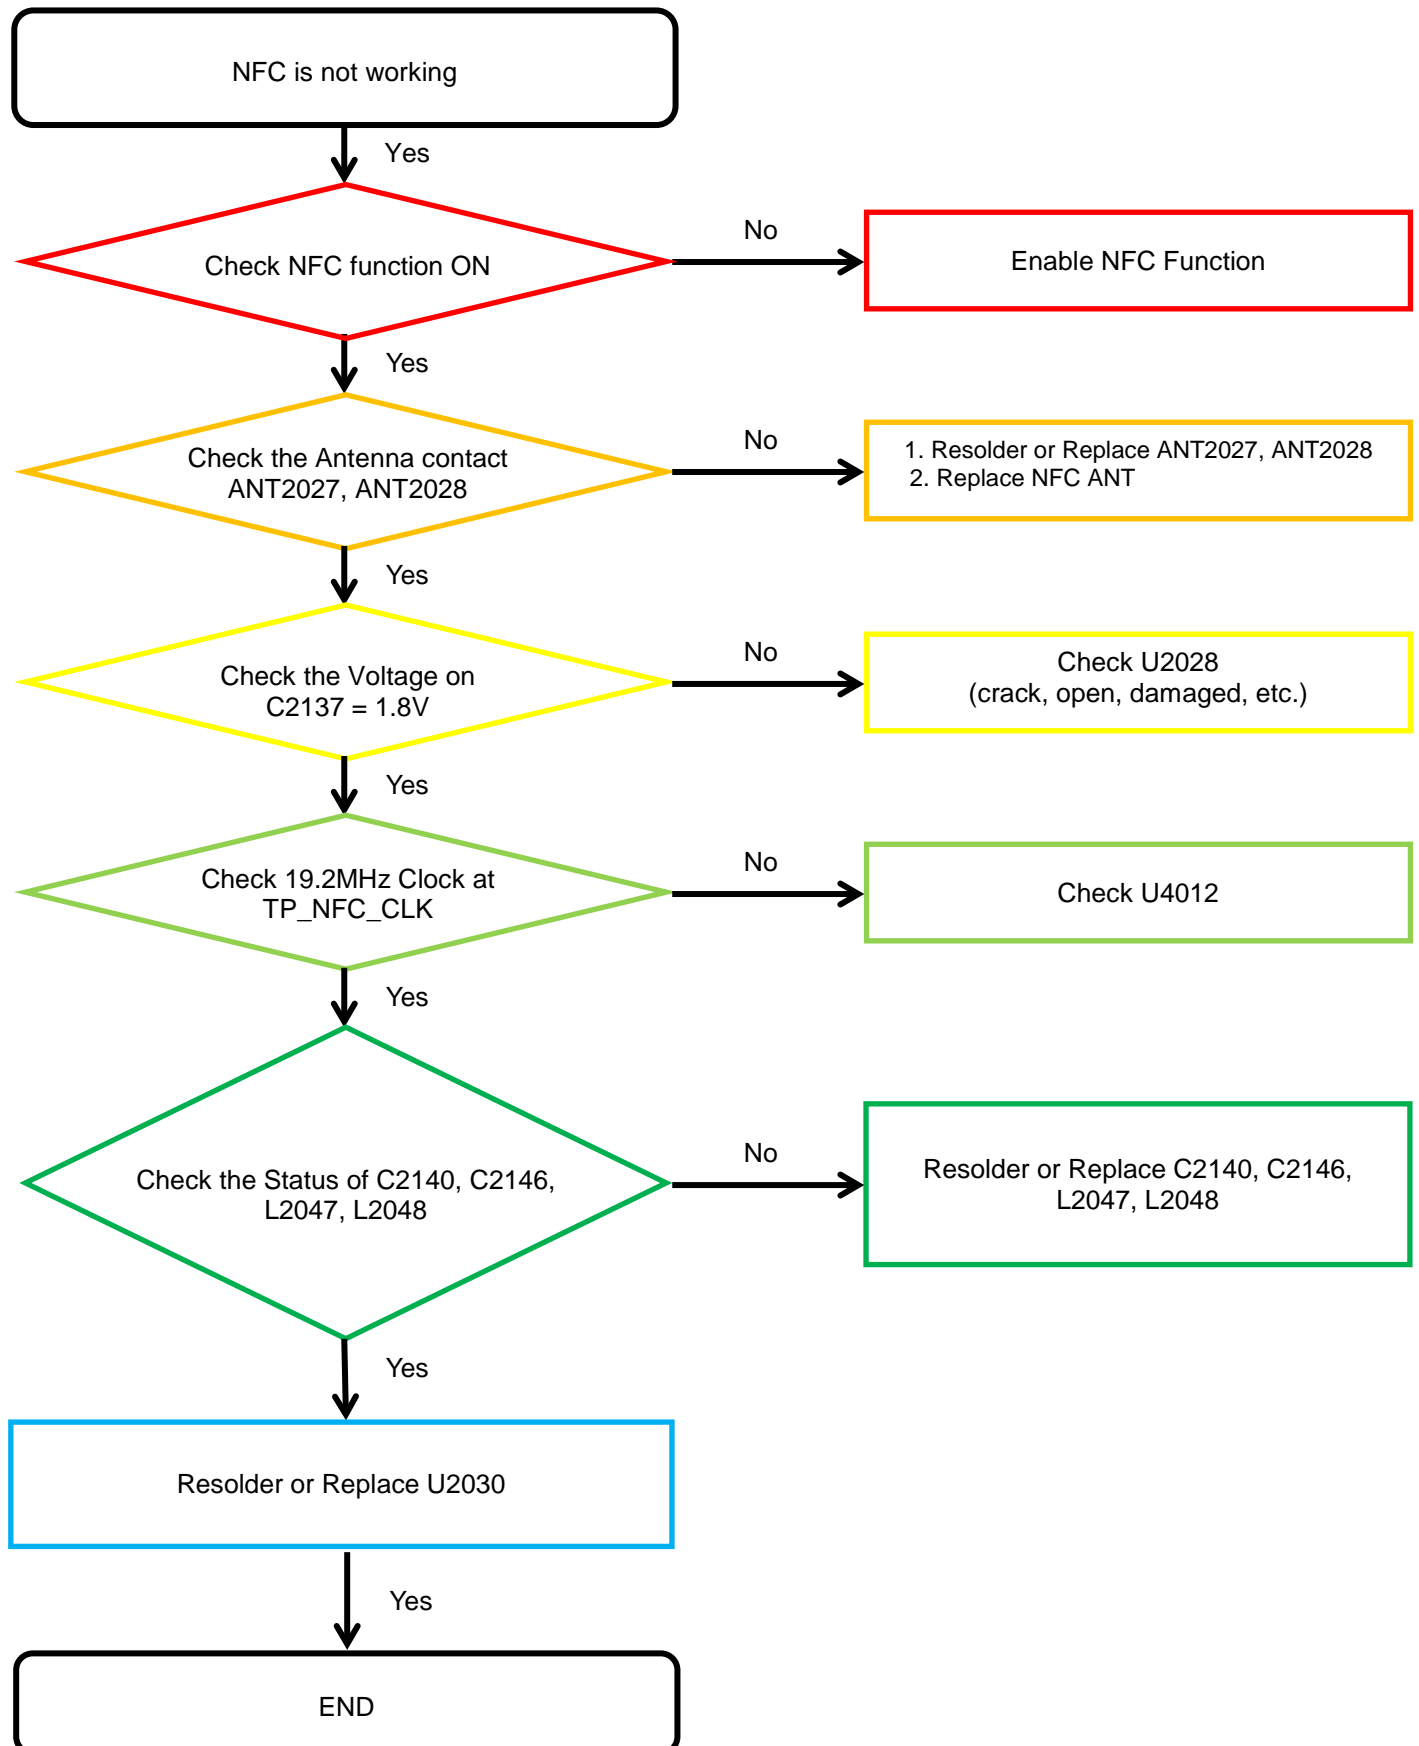 NFC is not working
Yes
Check NFC function ON
No
Enable NFC Function
Yes
Check the Antenna contact
ANT2027, ANT2028
No
1. Resolder or Replace ANT2027, ANT2028
2. Replace NFC ANT
Yes
Check the Voltage on
C2137 = 1.8V
No
Check U2028
(crack, open, damaged, etc.)
Yes
Check 19.2MHz Clock at
TP_NFC_CLK
No
Check U4012
Yes
Check the Status of C2140, C2146,
L2047, L2048
No
Resolder or Replace C2140, C2146,
L2047, L2048
Yes
Resolder or Replace U2030
Yes
END